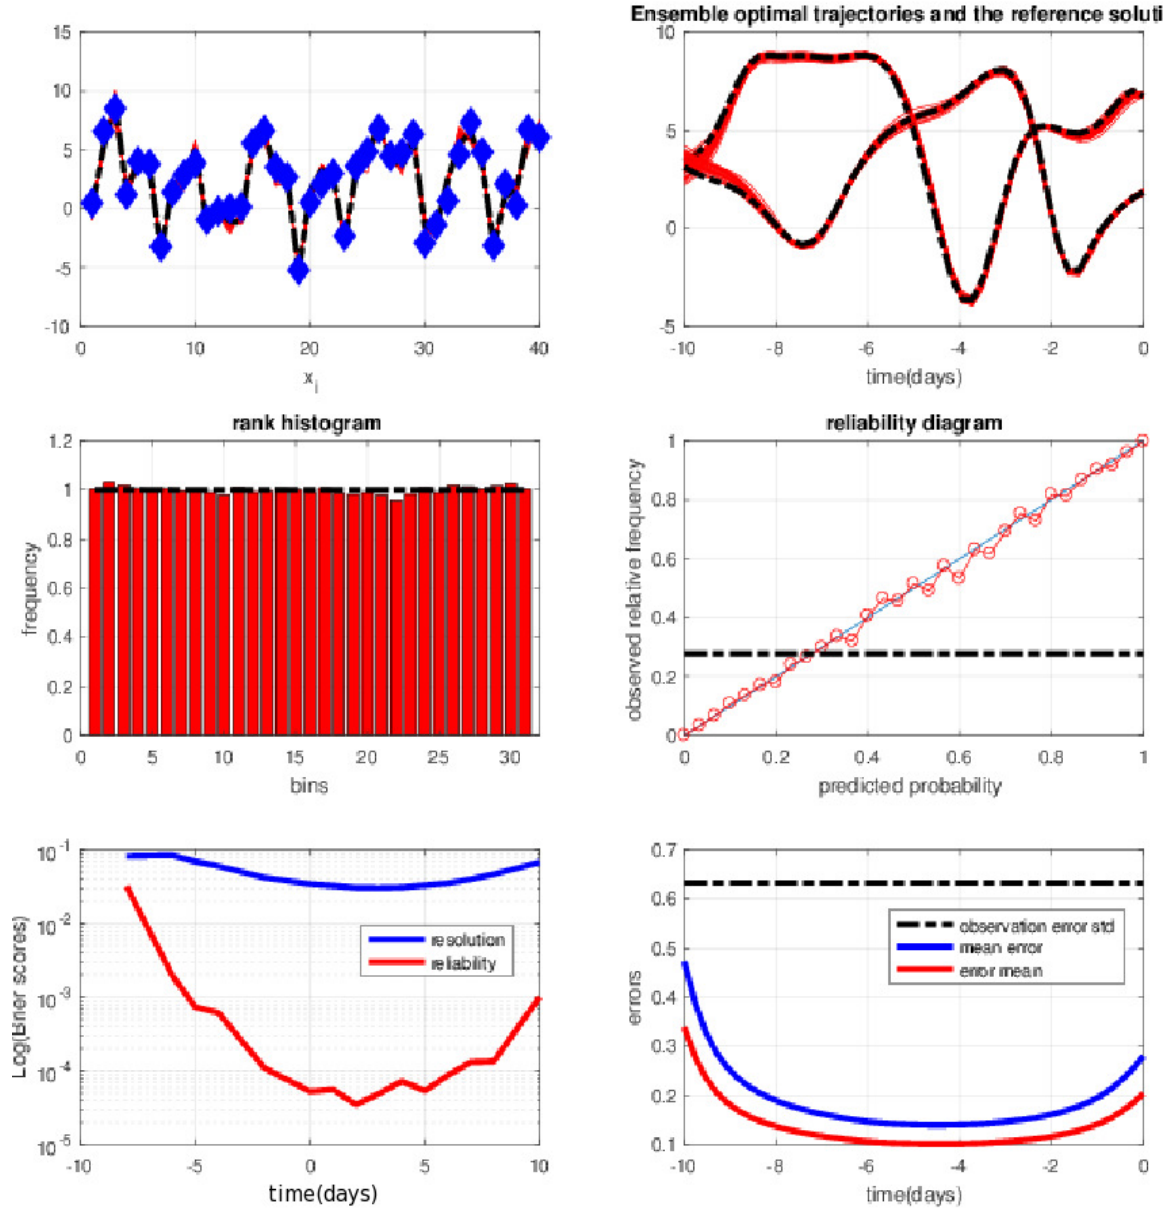 Ensemble optimal trajectories and the reference soluti
15
10
5
0
-5
-10
0 10 20 30 40
x_i
10
5
0
-5
-10 -8 -6 -4 -2 0
time(days)
rank histogram
1.2
1
0.8
0.6
0.4
0.2
0
frequency
0 5 10 15 20 25 30
bins
reliability diagram
1
0.8
0.6
0.4
0.2
0
observed relative frequency
0 0.2 0.4 0.6 0.8 1
predicted probability
10^-1
10^-2
10^-3
10^-4
10^-5
Log(Brier scores)
resolution
reliability
-10 -5 0 5 10
time(days)
0.7
0.6
0.5
0.4
0.3
0.2
0.1
errors
observation error std
mean error
error mean
-10 -8 -6 -4 -2 0
time(days)